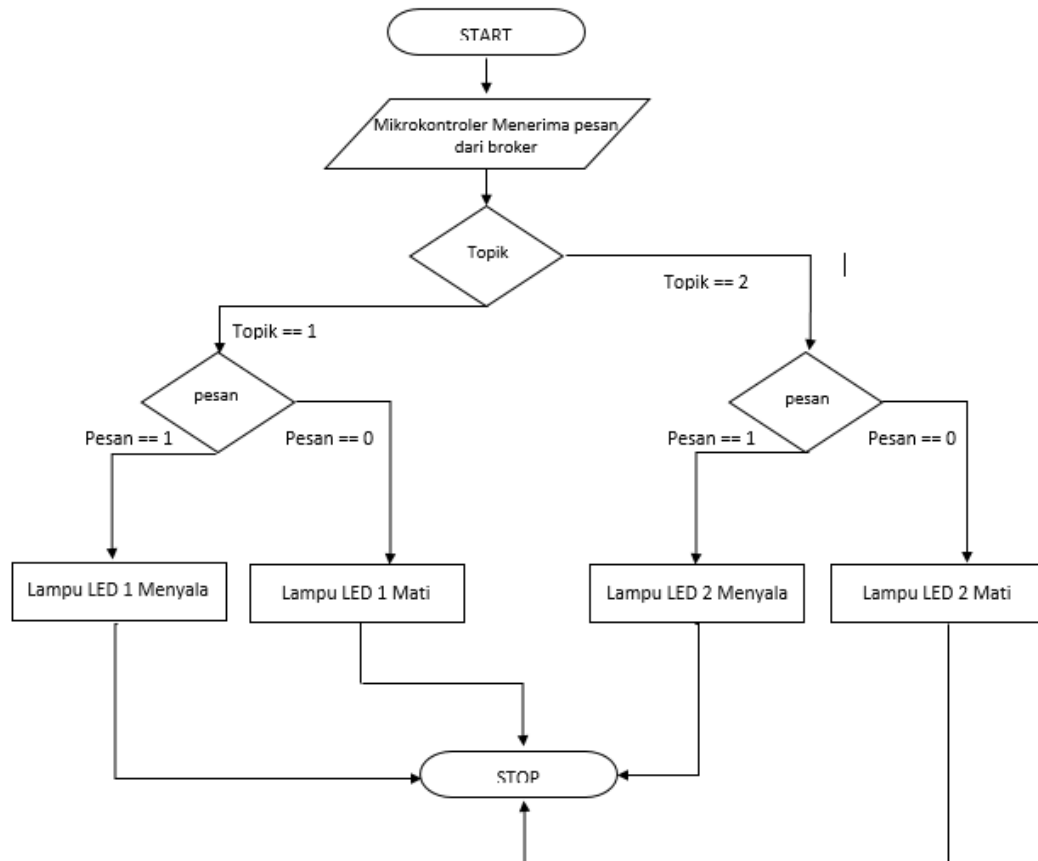 START
Mikrokontroler Menerima pesan
dari broker
Topik
Topik == 2
Topik == 1
pesan
pesan
Pesan == 1
Pesan == 0
Pesan == 1
Pesan == 0
Lampu LED 1 Menyala
Lampu LED 1 Mati
Lampu LED 2 Menyala
Lampu LED 2 Mati
STOP